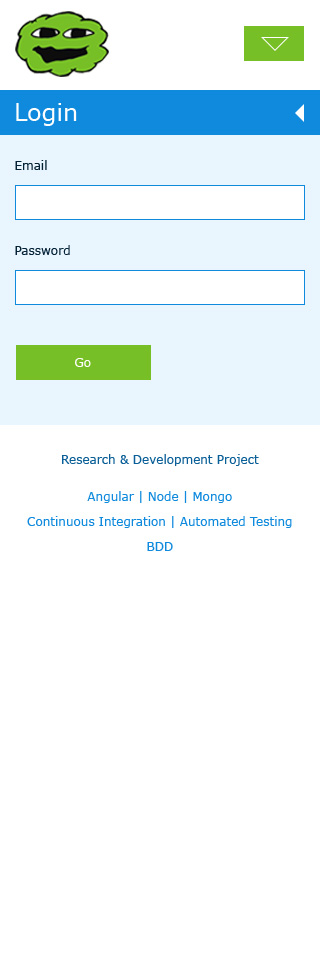 Login
Email
Password
Go
Research & Development Project
Angular | Node | Mongo
Continuous Integration | Automated Testing
BDD